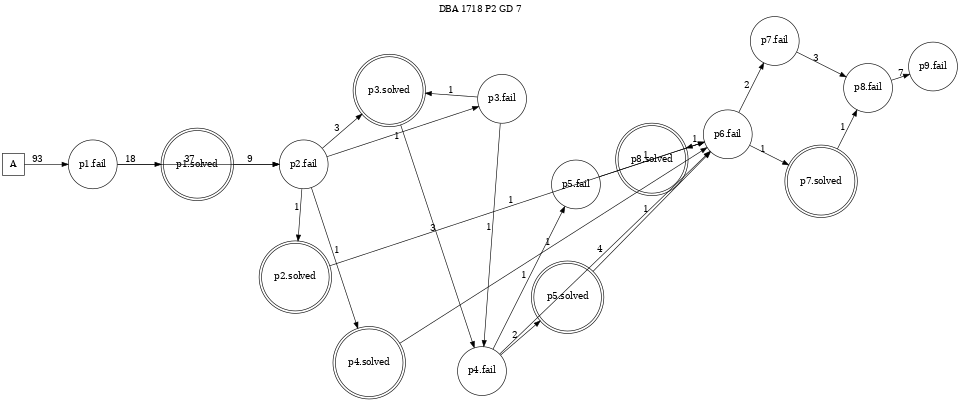 DBA 1718 P2 GD 7
A
93
p1.fail
18
37
p1.solved
9
p2.fail
3
p3.solved
1
p3.fail
1
1
p2.solved
1
p4.solved
1
3
1
p4.fail
1
2
p5.solved
1
4
p5.fail
1
1
p8.solved
1
p6.fail
2
p7.fail
3
1
p7.solved
1
p8.fail
7
p9.fail